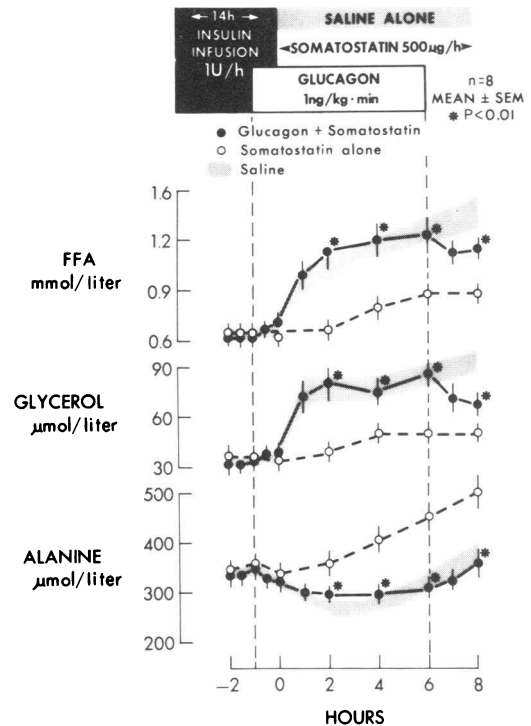 14h
INSULIN
INFUSION
1U/h
SALINE ALONE
SOMATOSTATIN 500µg/h
GLUCAGON
1ng/kg·min
n=8
MEAN ± SEM
* P<0.01
Glucagon + Somatostatin
Somatostatin alone
Saline
FFA
mmol/liter
1.6
1.2
0.9
0.6
GLYCEROL
µmol/liter
90
60
30
ALANINE
µmol/liter
500
400
300
200
-2 0 2 4 6 8
HOURS